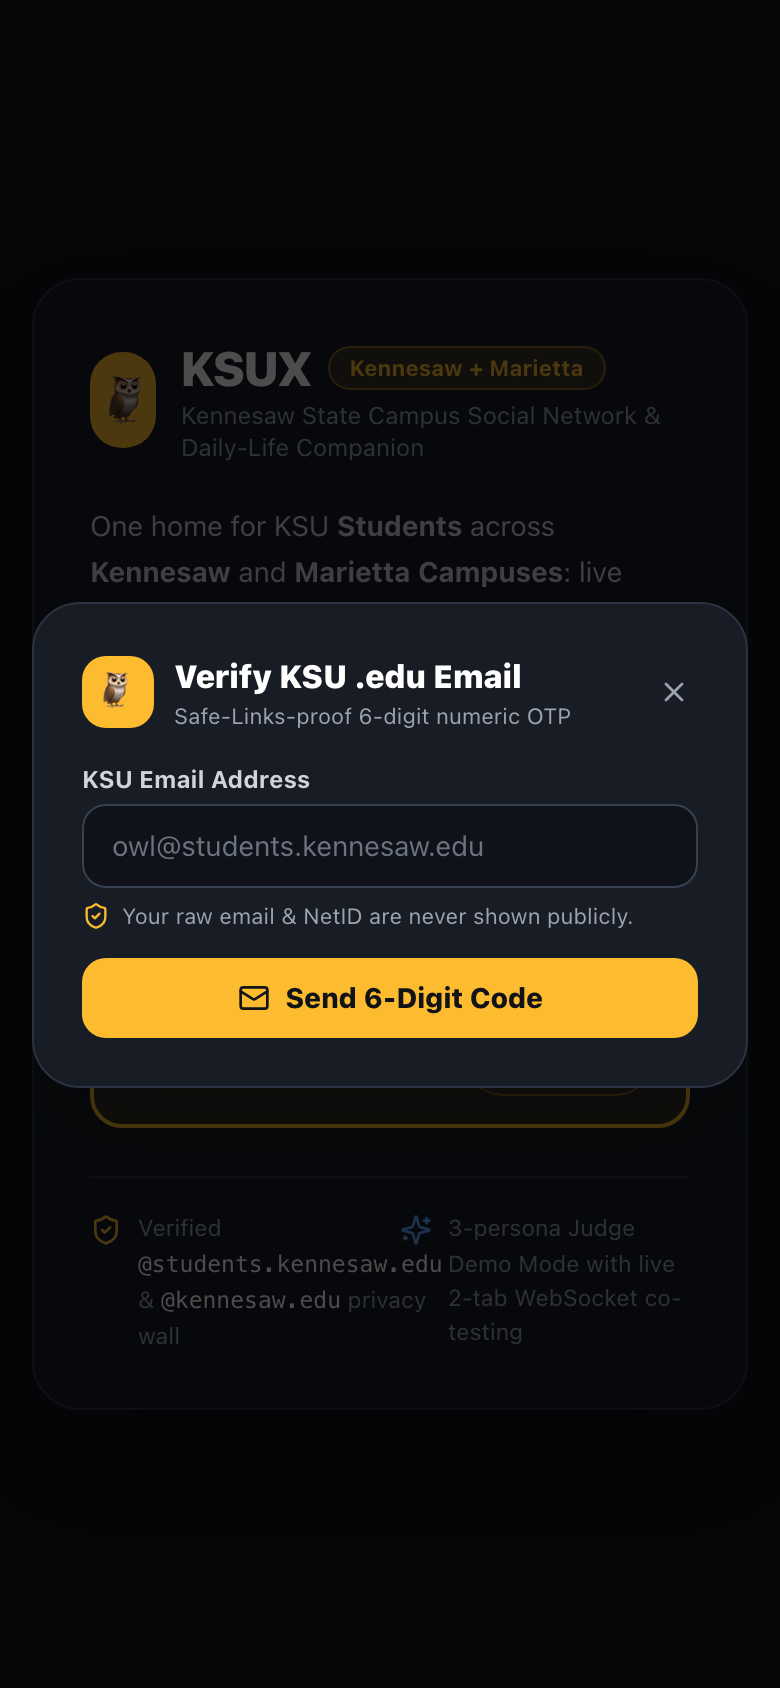 KSUX
Kennesaw + Marietta
Kennesaw State Campus Social Network &
Daily-Life Companion
One home for KSU Students across
Kennesaw and Marietta Campuses: live
Verify KSU .edu Email
Safe-Links-proof 6-digit numeric OTP
KSU Email Address
owl@students.kennesaw.edu
Your raw email & NetID are never shown publicly.
Send 6-Digit Code
Verified
@students.kennesaw.edu
& @kennesaw.edu privacy
wall
3-persona Judge
Demo Mode with live
2-tab WebSocket co-
testing